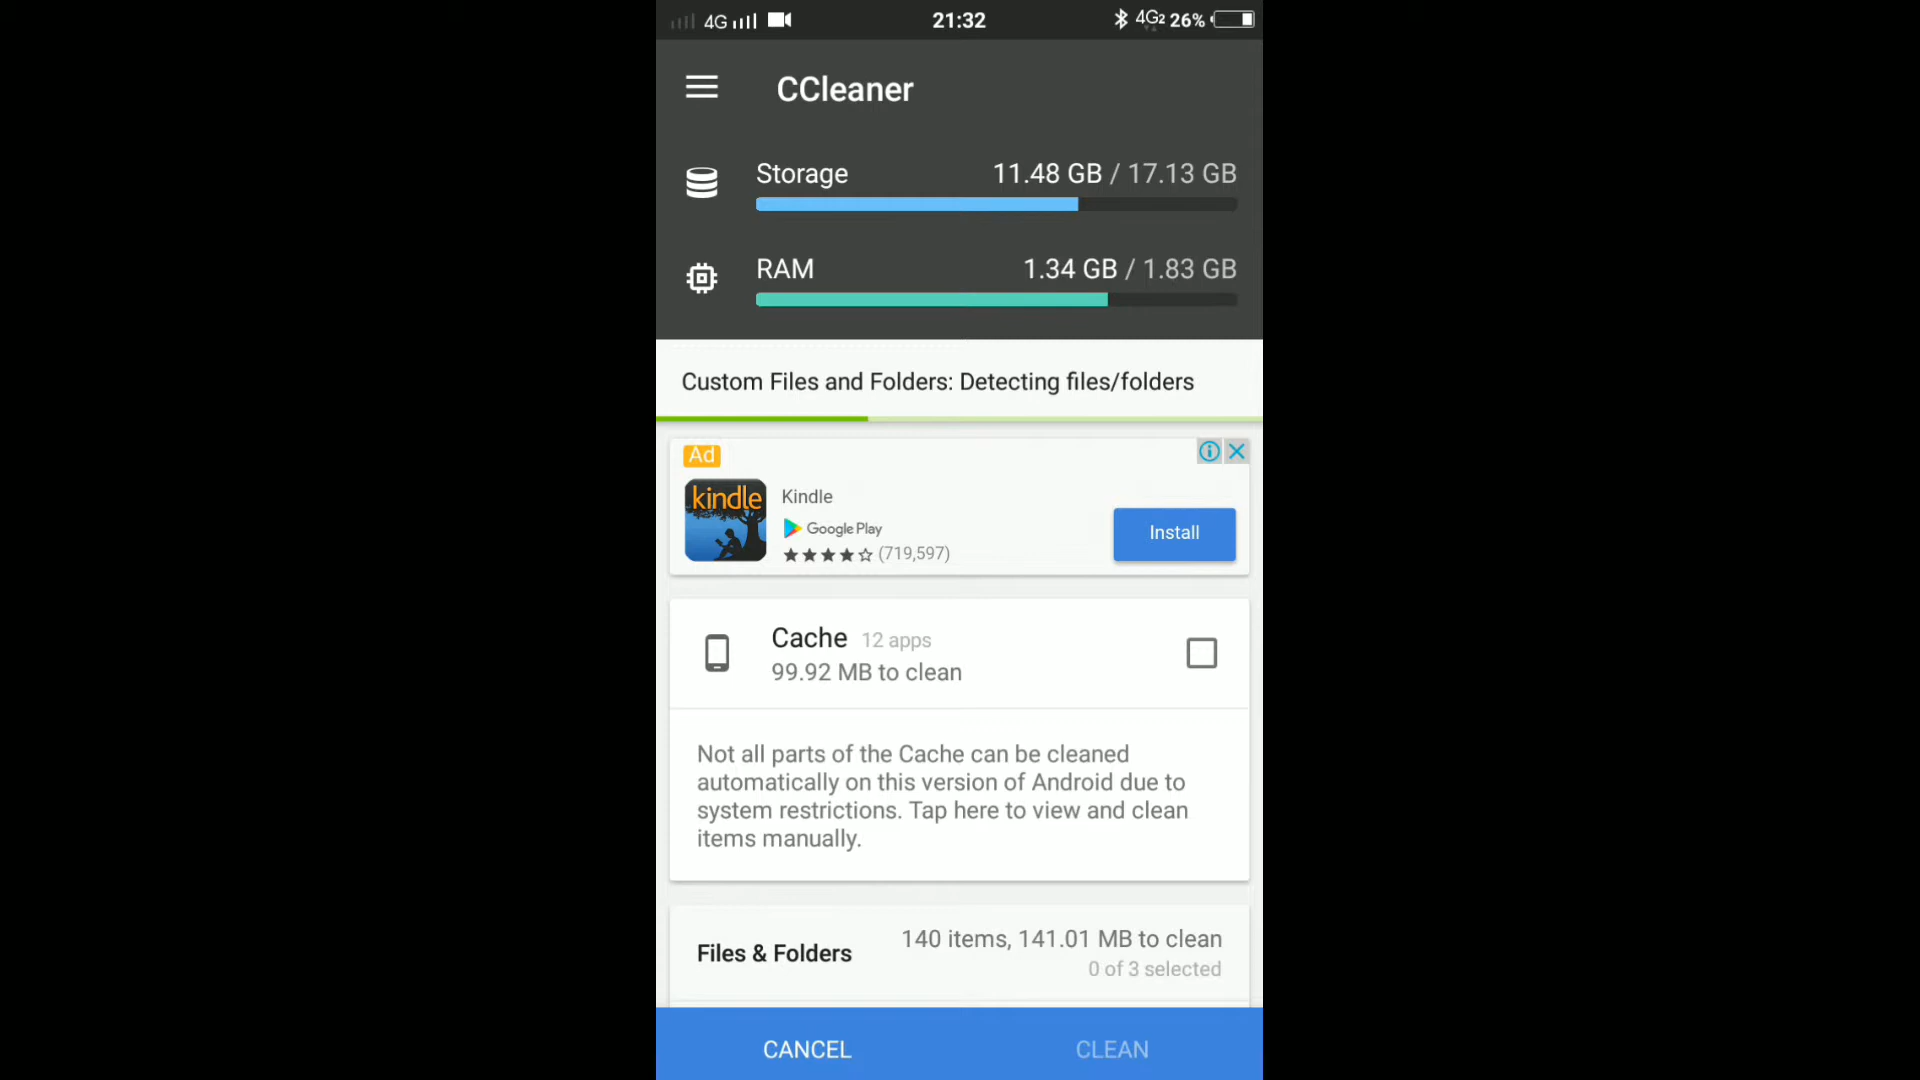 4G 21:32 4G2 26%
CCleaner
Storage 11.48 GB / 17.13 GB
RAM 1.34 GB / 1.83 GB
Custom Files and Folders: Detecting files/folders
Ad
kindle Kindle
Google Play
(719,597)
Install
Cache 12 apps
99.92 MB to clean
Not all parts of the Cache can be cleaned
automatically on this version of Android due to
system restrictions. Tap here to view and clean
items manually.
Files & Folders 140 items, 141.01 MB to clean
0 of 3 selected
CANCEL CLEAN